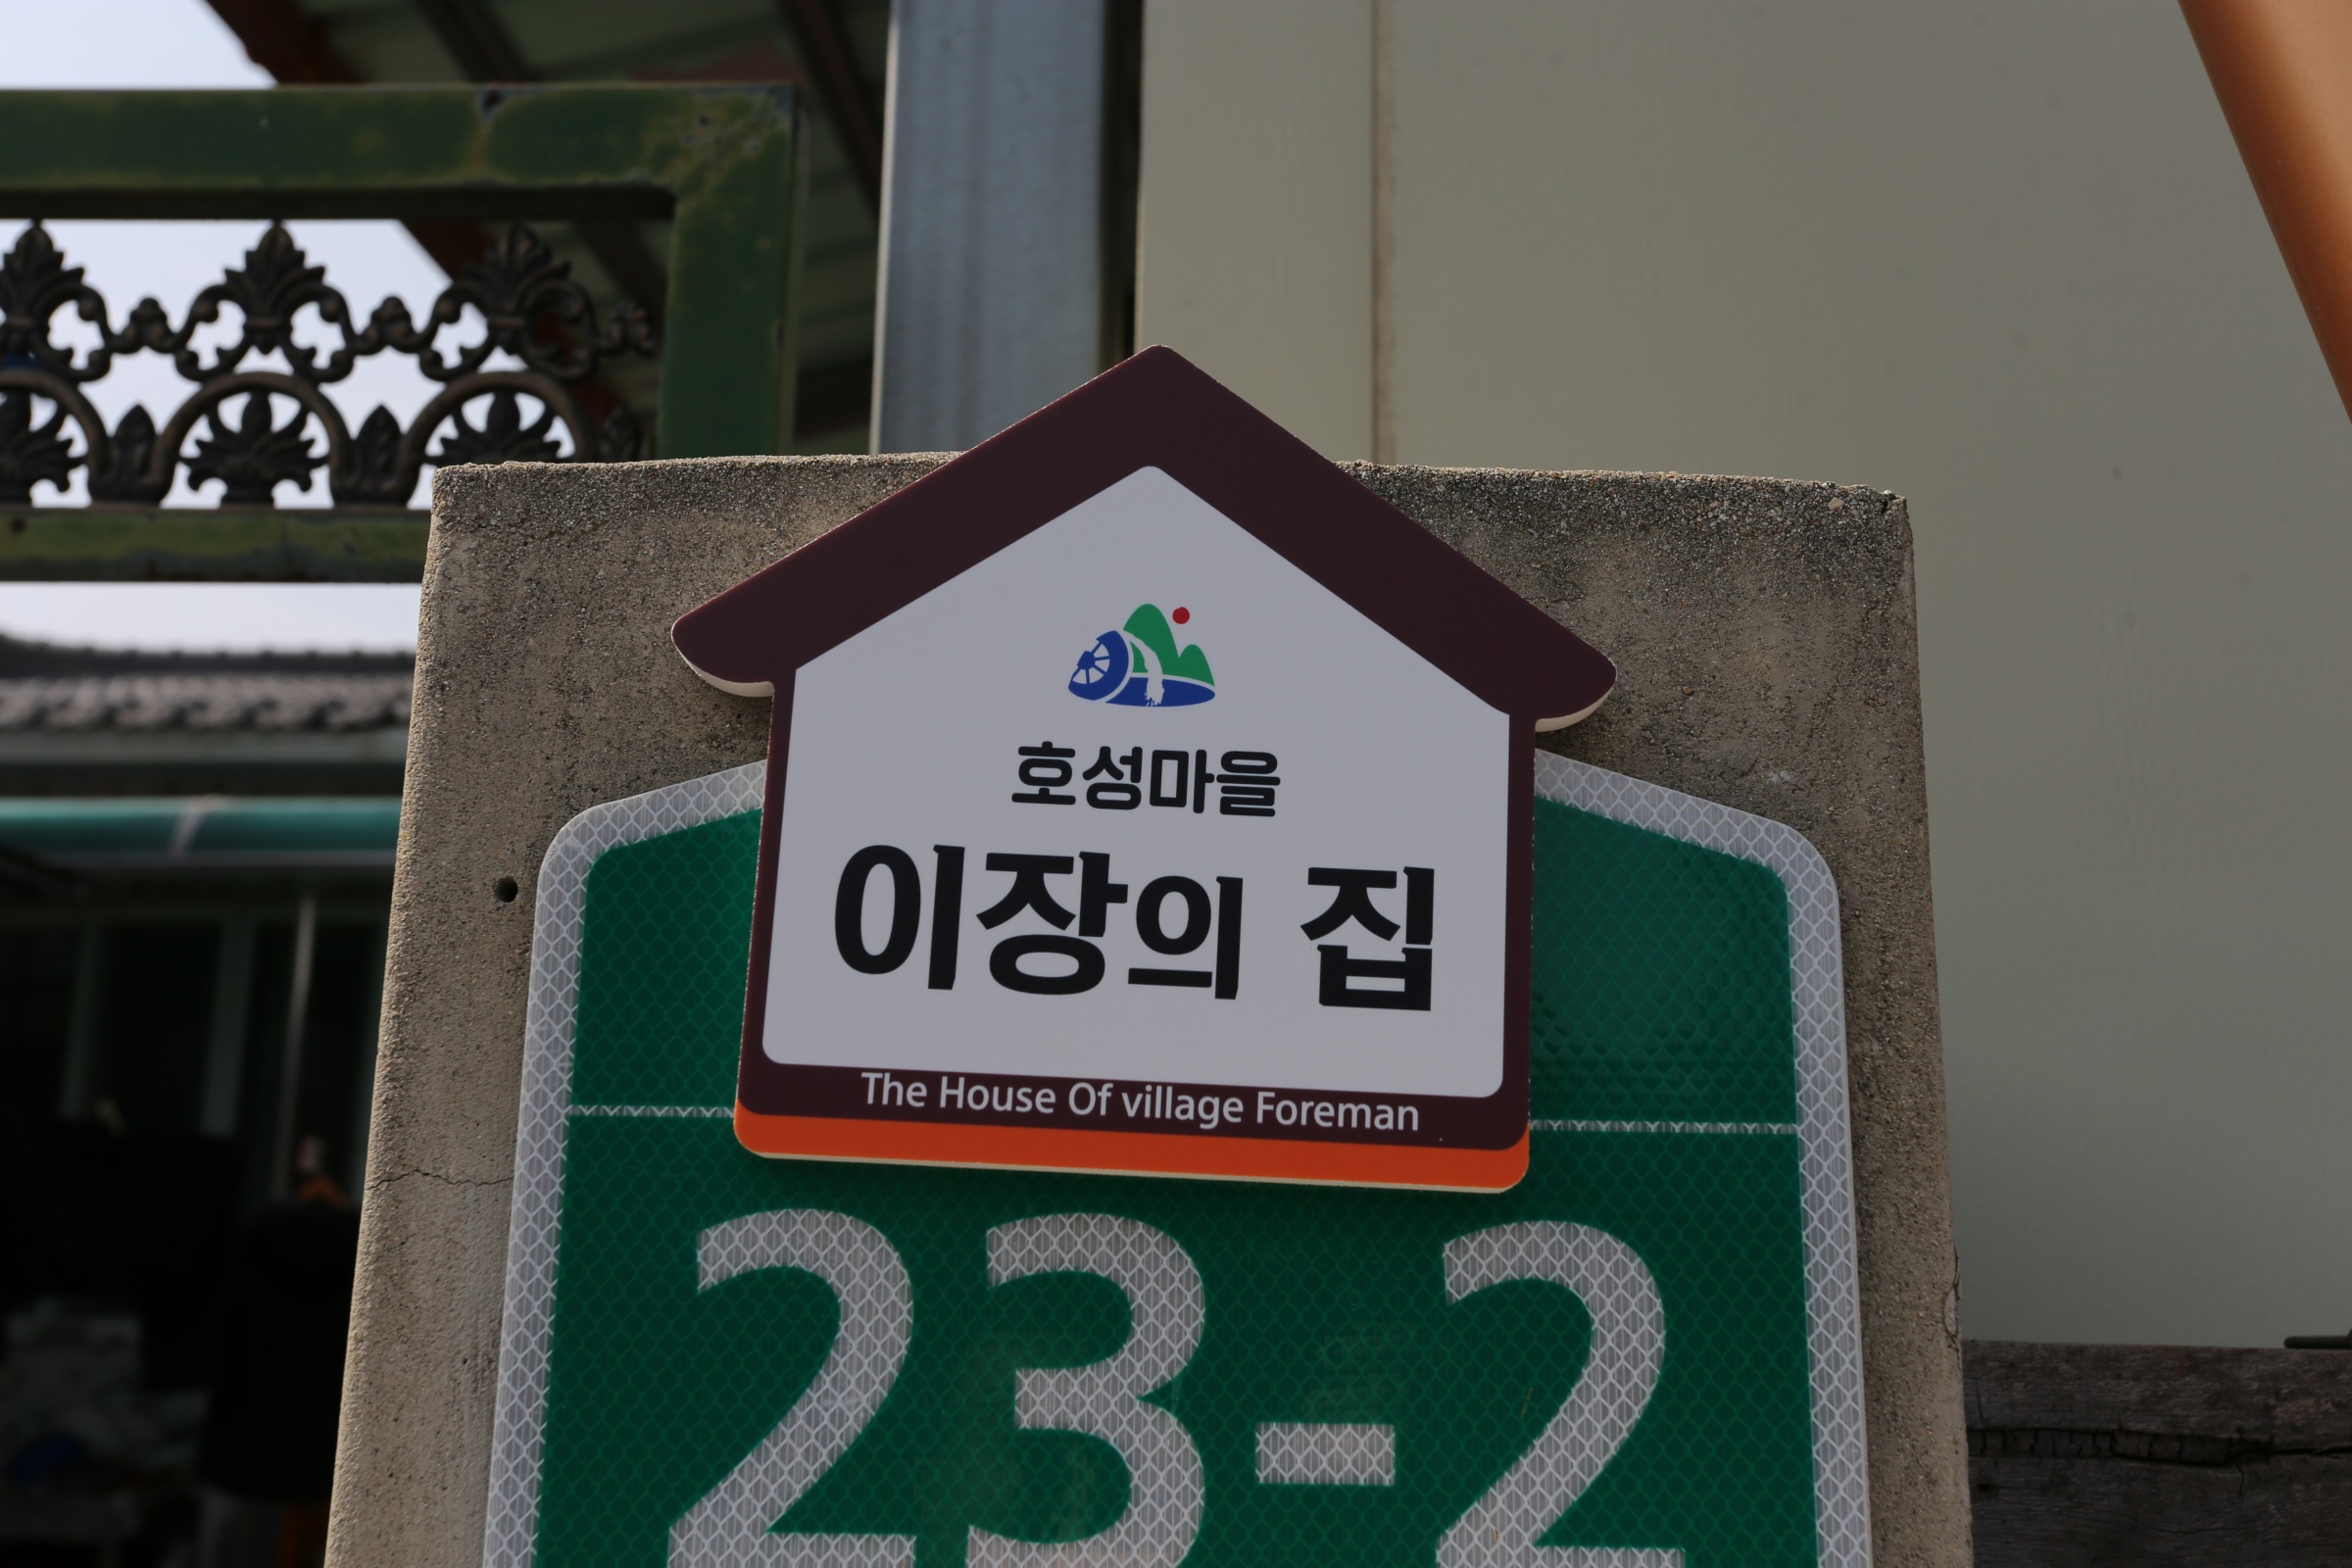 호성마을
이장의 집
The House Of village Foreman
23-2